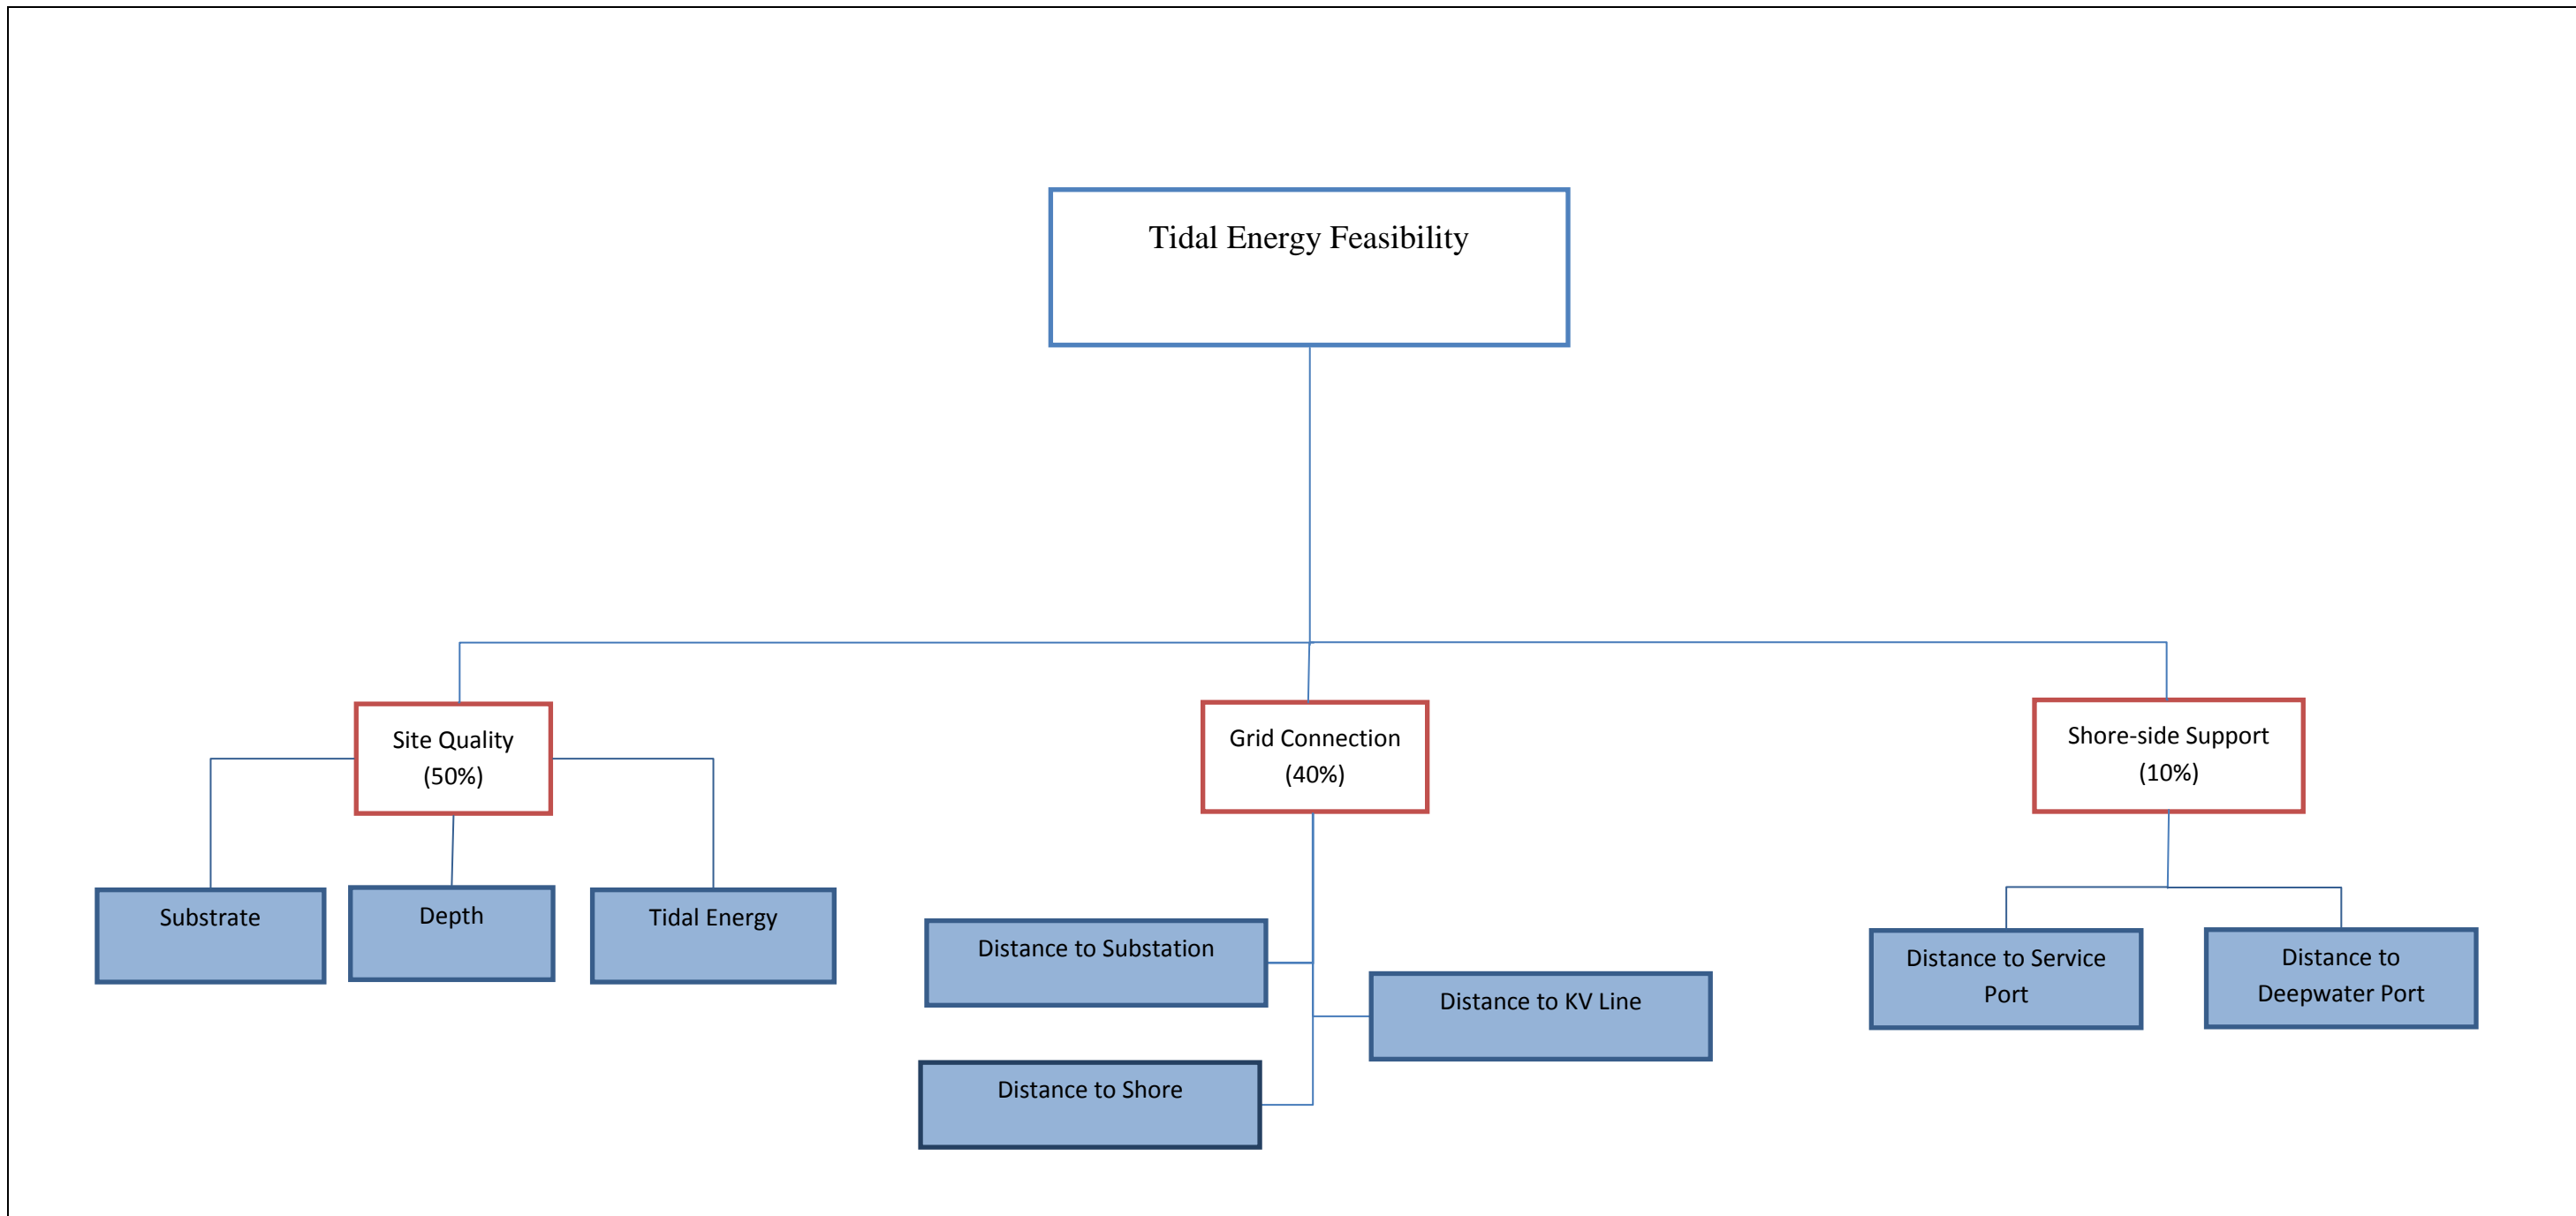 Tidal Energy Feasibility
Site Quality
(50%)
Grid Connection
(40%)
Shore-side Support
(10%)
Substrate
Depth
Tidal Energy
Distance to Substation
Distance to KV Line
Distance to Shore
Distance to Service
Port
Distance to
Deepwater Port